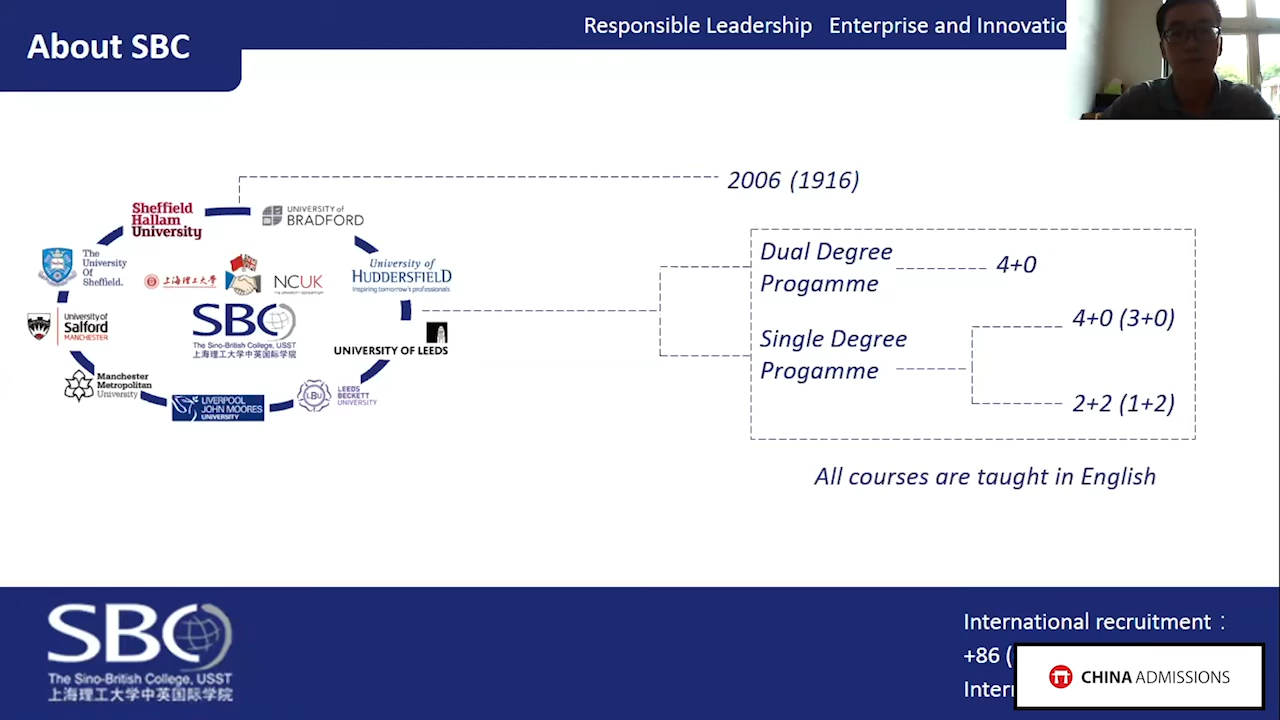 About SBC
Responsible Leadership Enterprise and Innovatio
2006 (1916)
Sheffield
Hallam
University
UNIVERSITY of
BRADFORD
The
University
Of
Sheffield.
上海理工大学
NCUK
University of
HUDDERSFIELD
Inspiring tomorrow's professionals
Dual Degree
Progamme
4+0
University of
Salford
MANCHESTER
SBC
The Sino-British College, USST
上海理工大学中英国际学院
UNIVERSITY OF LEEDS
Single Degree
Progamme
4+0 (3+0)
2+2 (1+2)
Manchester
Metropolitan
University
LIVERPOOL
JOHN MOORES
UNIVERSITY
LBU
LEEDS
BECKETT
UNIVERSITY
All courses are taught in English
SBC
The Sino-British College, USST
上海理工大学中英国际学院
International recruitment：
+86 (
Intern
CHINA ADMISSIONS